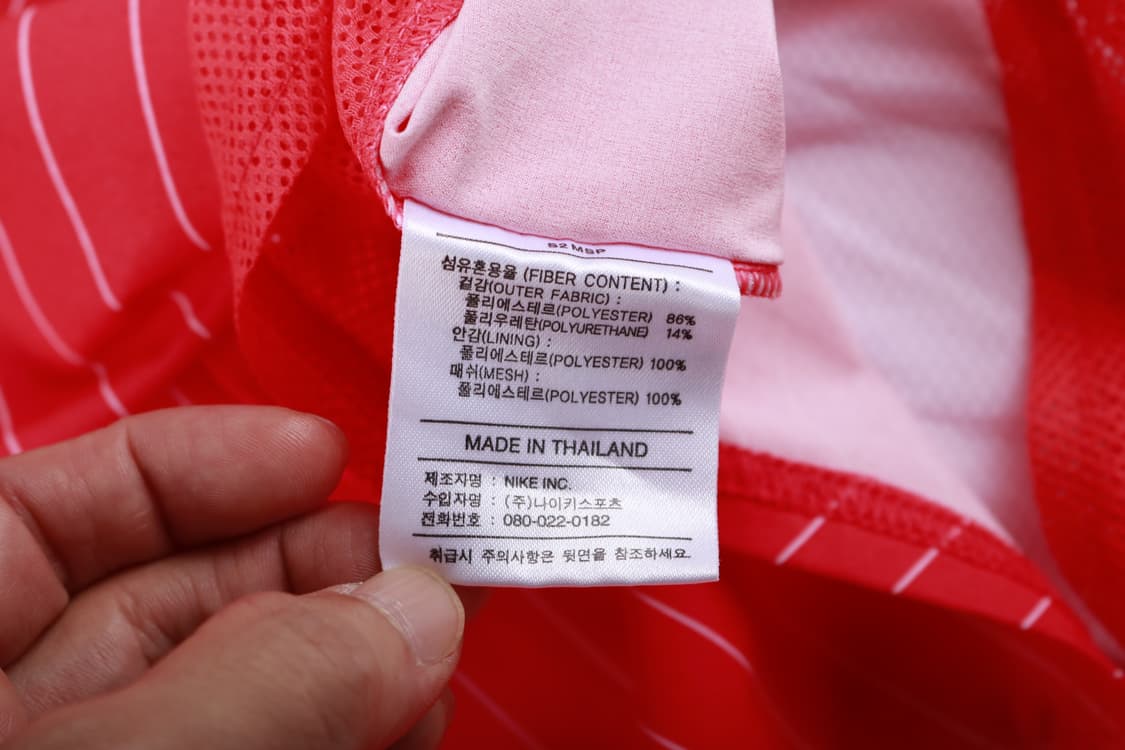 S2 MSP
섬유혼용율 (FIBER CONTENT) :
겉감(OUTER FABRIC) :
폴리에스테르(POLYESTER) 86%
폴리우레탄(POLYURETHANE) 14%
안감(LINING) :
폴리에스테르(POLYESTER) 100%
매쉬(MESH) :
폴리에스테르(POLYESTER) 100%
MADE IN THAILAND
제조자명 : NIKE INC.
수입자명 : (주)나이키스포츠
전화번호 : 080-022-0182
취급시 주의사항은 뒷면을 참조하세요.